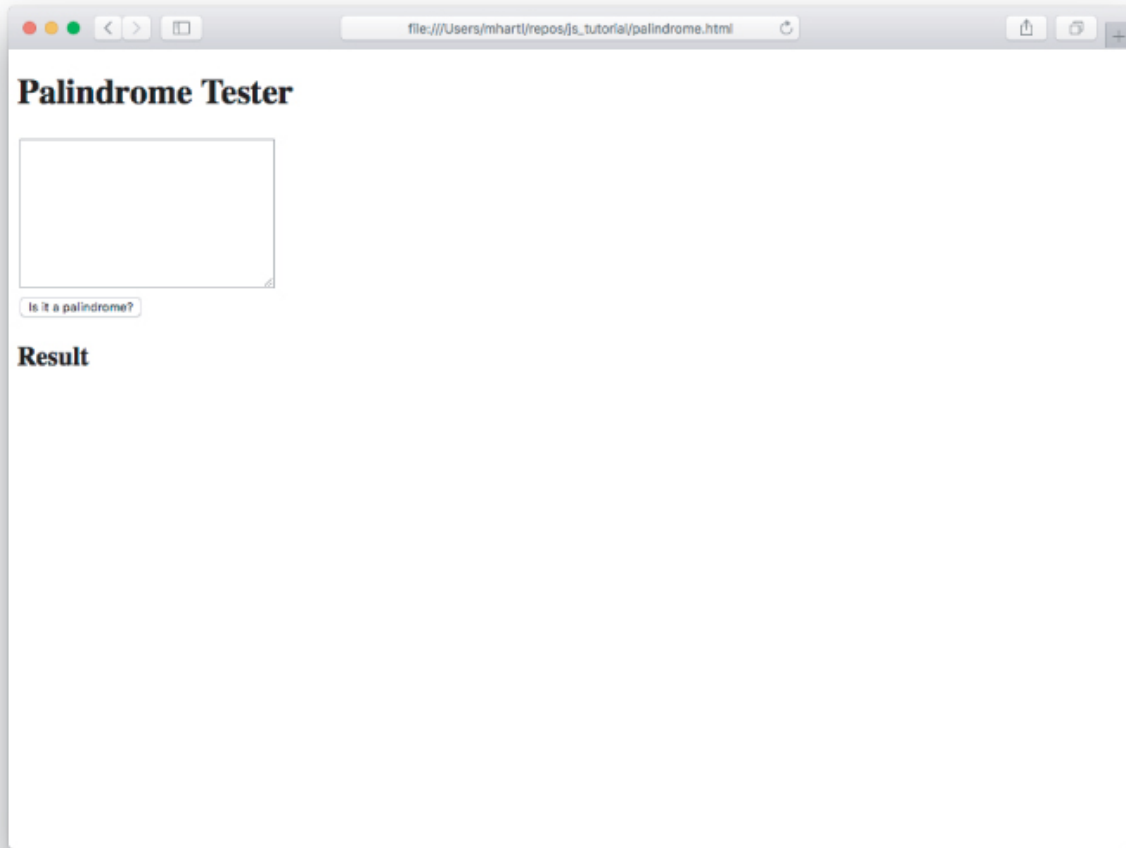 file:///Users/mhartl/repos/js_tutorial/palindrome.html
Palindrome Tester
Is it a palindrome?
Result